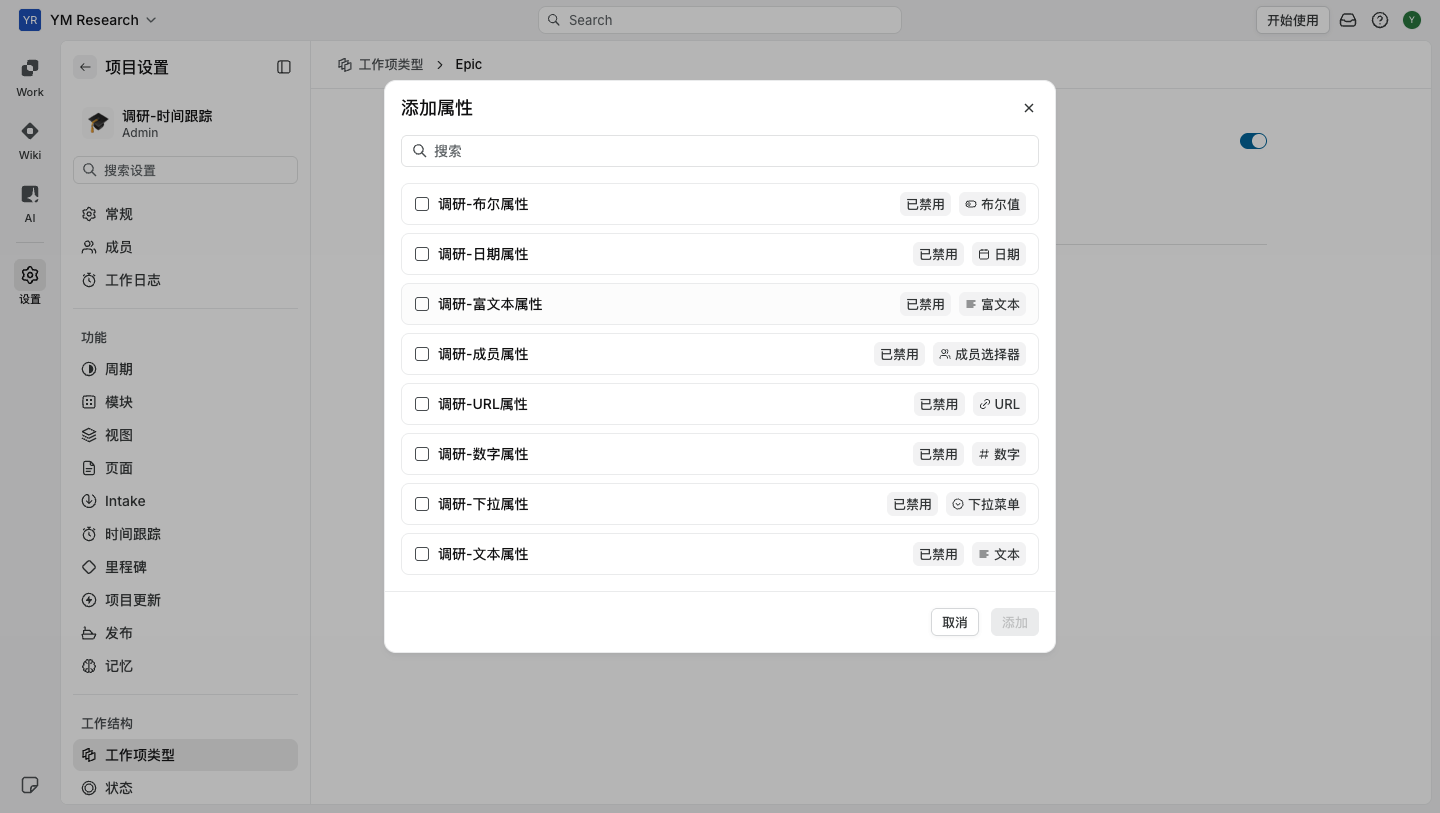 YR YM Research
Search
开始使用
Y
Work
Wiki
AI
设置
项目设置
调研-时间跟踪
Admin
搜索设置
常规
成员
工作日志
功能
周期
模块
视图
页面
Intake
时间跟踪
里程碑
项目更新
发布
记忆
工作结构
工作项类型
状态
工作项类型 > Epic
添加属性
搜索
调研-布尔属性 已禁用 布尔值
调研-日期属性 已禁用 日期
调研-富文本属性 已禁用 富文本
调研-成员属性 已禁用 成员选择器
调研-URL属性 已禁用 URL
调研-数字属性 已禁用 数字
调研-下拉属性 已禁用 下拉菜单
调研-文本属性 已禁用 文本
取消 添加